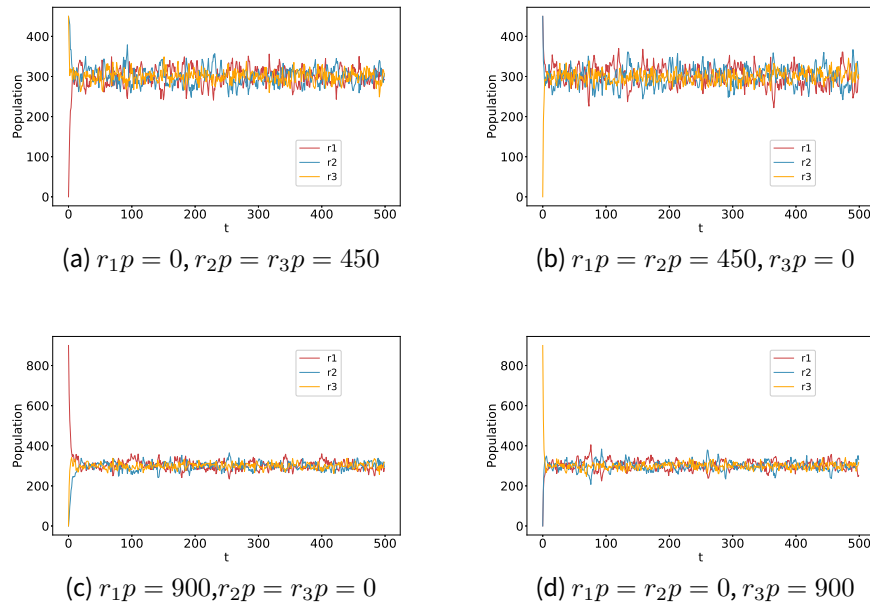 400
300
200
100
0
Population
r1
r2
r3
0 100 200 300 400 500
t
(a) r₁p = 0, r₂p = r₃p = 450
400
300
200
100
0
Population
r1
r2
r3
0 100 200 300 400 500
t
(b) r₁p = r₂p = 450, r₃p = 0
800
600
400
200
0
Population
r1
r2
r3
0 100 200 300 400 500
t
(c) r₁p = 900,r₂p = r₃p = 0
800
600
400
200
0
Population
r1
r2
r3
0 100 200 300 400 500
t
(d) r₁p = r₂p = 0, r₃p = 900